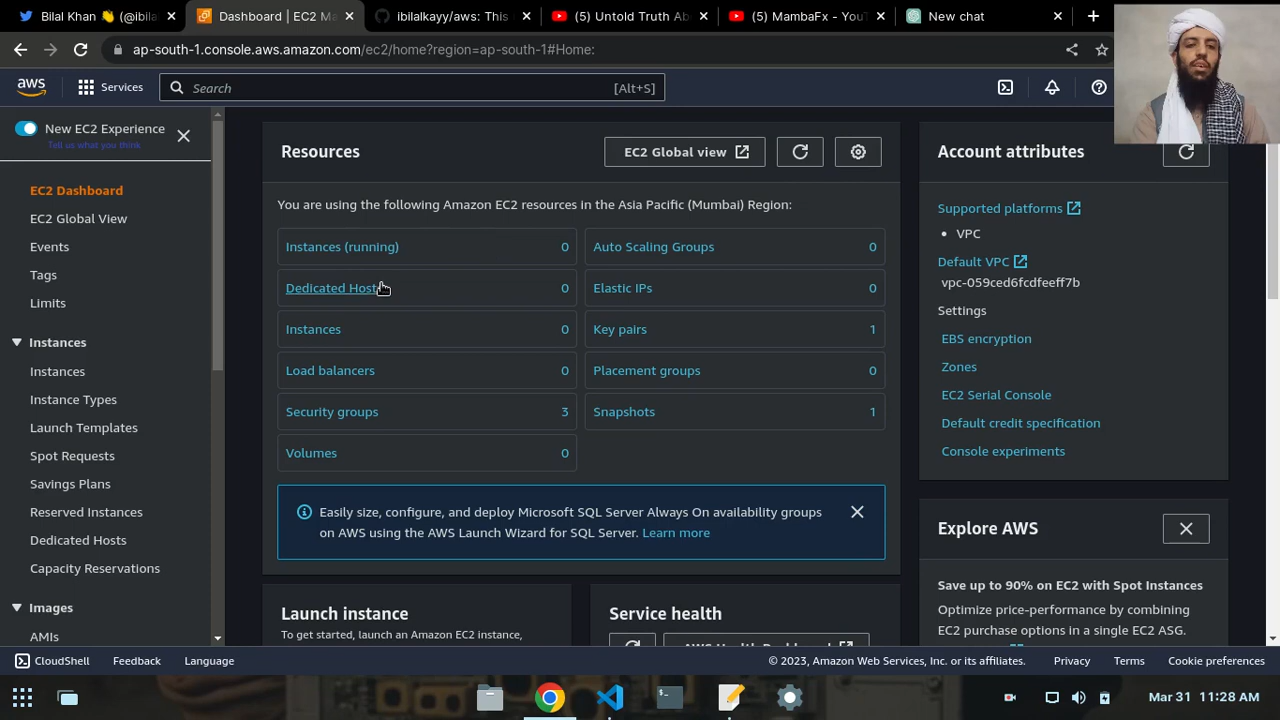 Bilal Khan 👋 (@ibila
Dashboard | EC2 Ma
ibilalkayy/aws: This
(5) Untold Truth Abo
(5) MambaFx - YouT
New chat
ap-south-1.console.aws.amazon.com/ec2/home?region=ap-south-1#Home:
aws
Services
Search
[Alt+S]
New EC2 Experience
Tell us what you think
EC2 Dashboard
EC2 Global View
Events
Tags
Limits
Instances
Instances
Instance Types
Launch Templates
Spot Requests
Savings Plans
Reserved Instances
Dedicated Hosts
Capacity Reservations
Images
AMIs
Resources
EC2 Global view
You are using the following Amazon EC2 resources in the Asia Pacific (Mumbai) Region:
Instances (running) 0
Auto Scaling Groups 0
Dedicated Host 0
Elastic IPs 0
Instances 0
Key pairs 1
Load balancers 0
Placement groups 0
Security groups 3
Snapshots 1
Volumes 0
Easily size, configure, and deploy Microsoft SQL Server Always On availability groups
on AWS using the AWS Launch Wizard for SQL Server. Learn more
Launch instance
To get started, launch an Amazon EC2 instance,
Service health
AWS Health Dashboard
Account attributes
Supported platforms
• VPC
Default VPC
vpc-059ced6fcdfeeff7b
Settings
EBS encryption
Zones
EC2 Serial Console
Default credit specification
Console experiments
Explore AWS
Save up to 90% on EC2 with Spot Instances
Optimize price-performance by combining
EC2 purchase options in a single EC2 ASG.
CloudShell
Feedback
Language
© 2023, Amazon Web Services, Inc. or its affiliates.
Privacy
Terms
Cookie preferences
Mar 31 11:28 AM